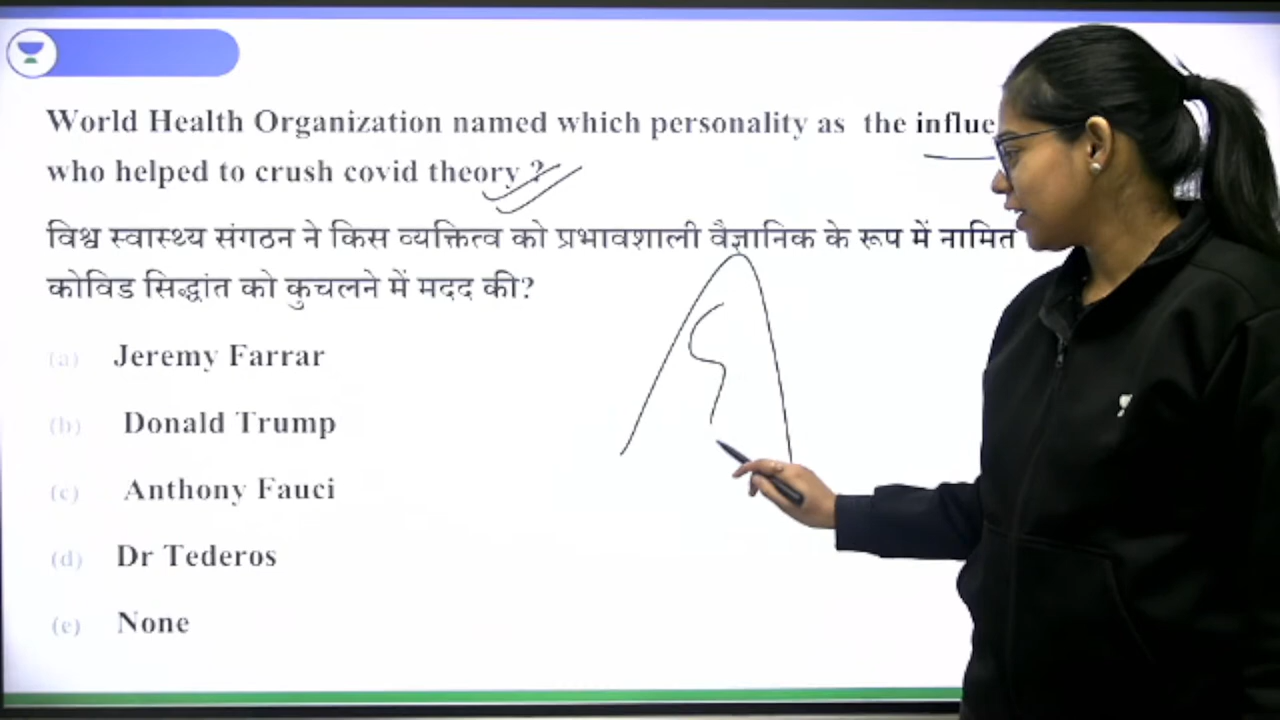 World Health Organization named which personality as the influe
who helped to crush covid theory ?
विश्व स्वास्थ्य संगठन ने किस व्यक्तित्व को प्रभावशाली वैज्ञानिक के रूप में नामित
कोविड सिद्धांत को कुचलने में मदद की?
(a) Jeremy Farrar
(b) Donald Trump
(c) Anthony Fauci
(d) Dr Tederos
(e) None